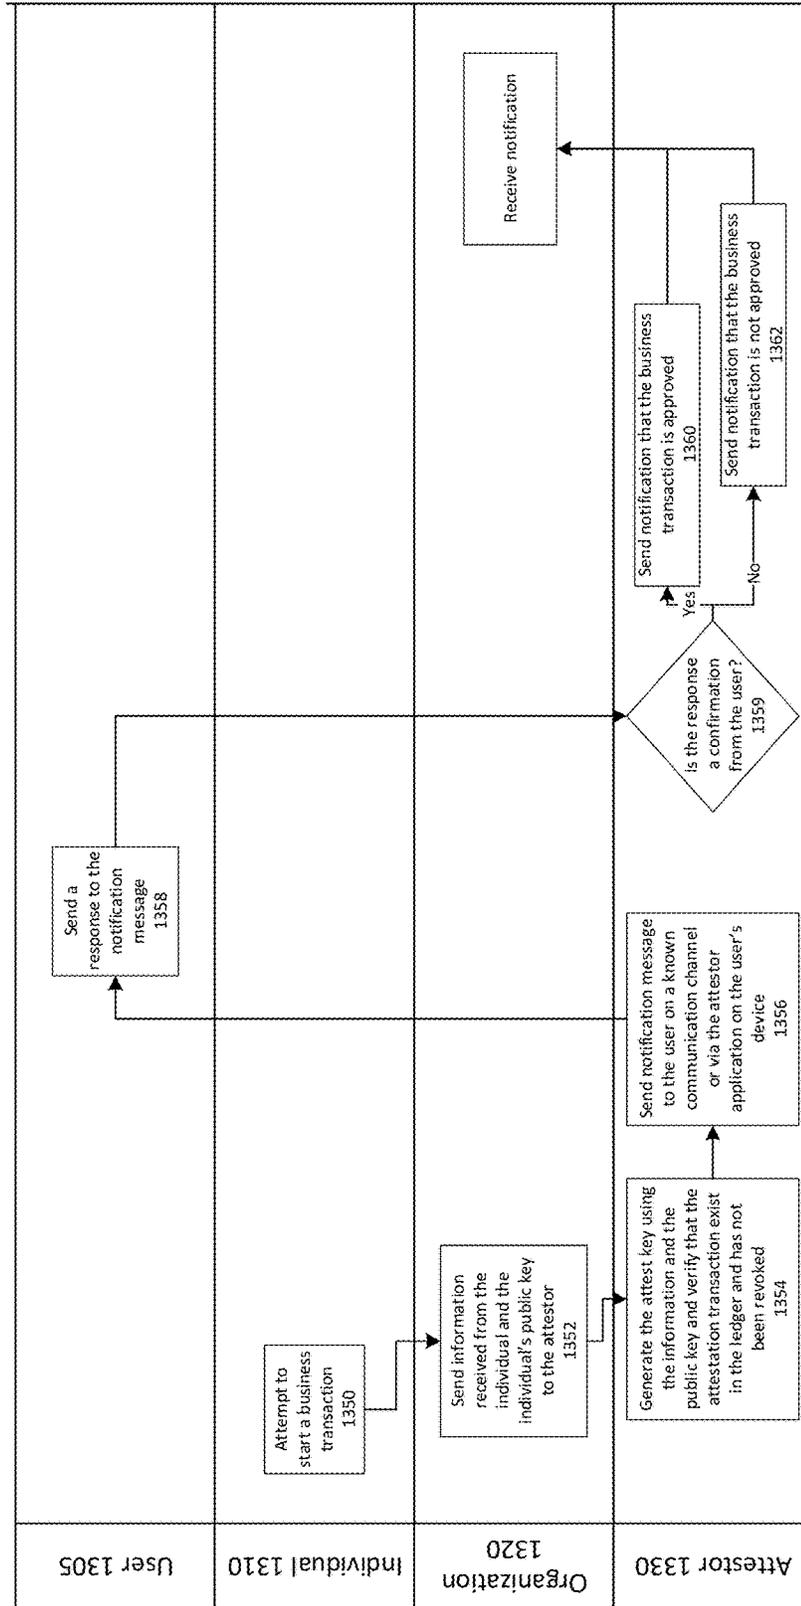 User 1305
Individual 1310
Organization
1320
Attestor 1330
Attempt to
start a business
transaction
1350
Send information
received from the
individual and the
individual's public key
to the attestor
1352
Generate the attest key using
the information and the
public key and verify that the
attestation transaction exist
in the ledger and has not
been revoked
1354
Send notification message
to the user on a known
communication channel
or via the attestor
application on the user's
device
1356
Send a
response to the
notification
message
1358
Is the response
a confirmation
from the user?
1359
Yes
No
Send notification that the business
transaction is approved
1360
Send notification that the business
transaction is not approved
1362
Receive notification